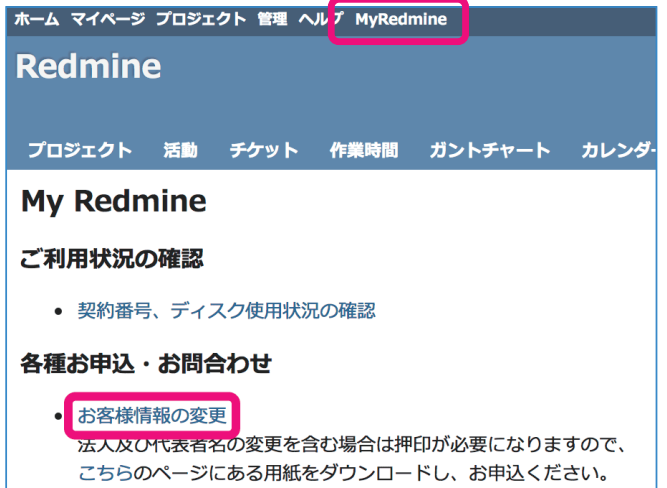 ホーム マイページ プロジェクト 管理 ヘルプ MyRedmine
Redmine
プロジェクト 活動 チケット 作業時間 ガントチャート カレンダー
My Redmine
ご利用状況の確認
契約番号、ディスク使用状況の確認
各種お申込・お問合わせ
お客様情報の変更
法人及び代表者名の変更を含む場合は押印が必要になりますので、
こちらのページにある用紙をダウンロードし、お申込ください。